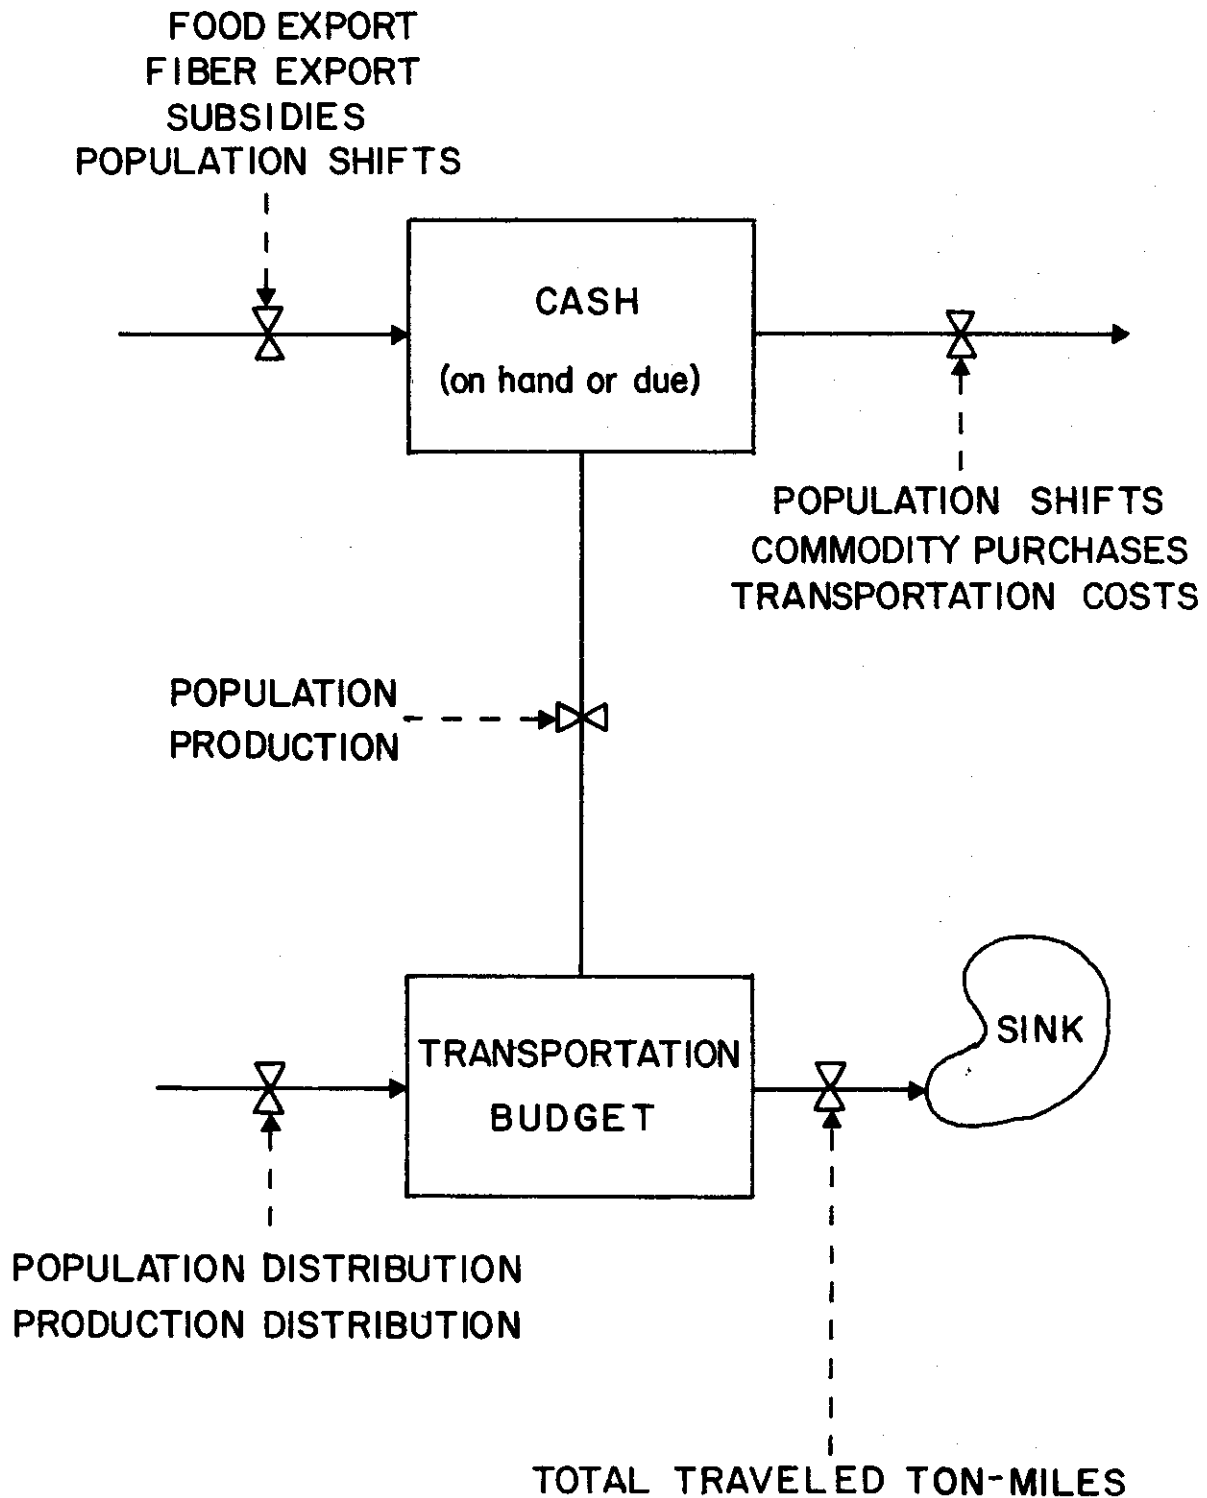 FOOD EXPORT
FIBER EXPORT
SUBSIDIES
POPULATION SHIFTS
CASH
(on hand or due)
POPULATION SHIFTS
COMMODITY PURCHASES
TRANSPORTATION COSTS
POPULATION
PRODUCTION
TRANSPORTATION
BUDGET
SINK
POPULATION DISTRIBUTION
PRODUCTION DISTRIBUTION
TOTAL TRAVELED TON-MILES